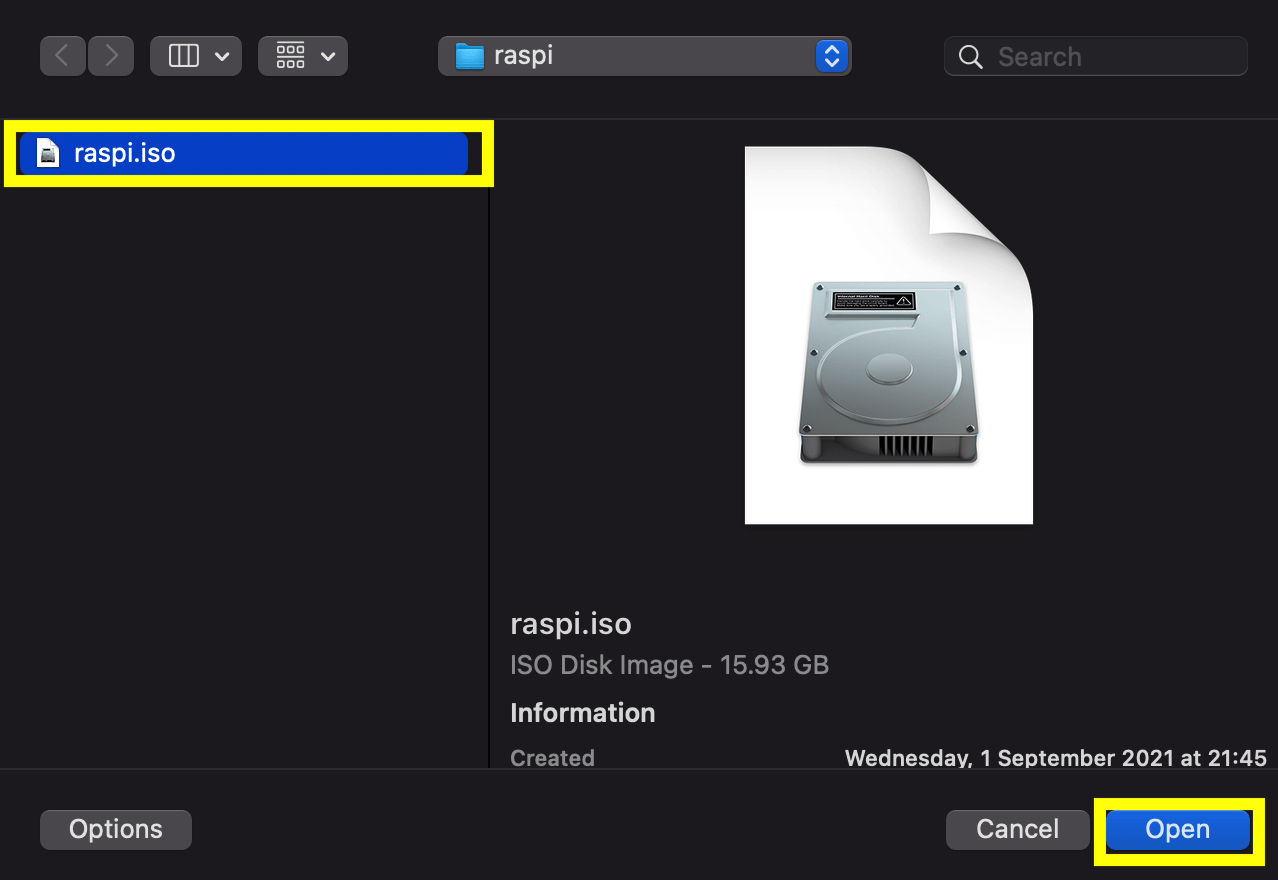 raspi
Search
raspi.iso
raspi.iso
ISO Disk Image - 15.93 GB
Information
Created Wednesday, 1 September 2021 at 21:45
Options
Cancel
Open